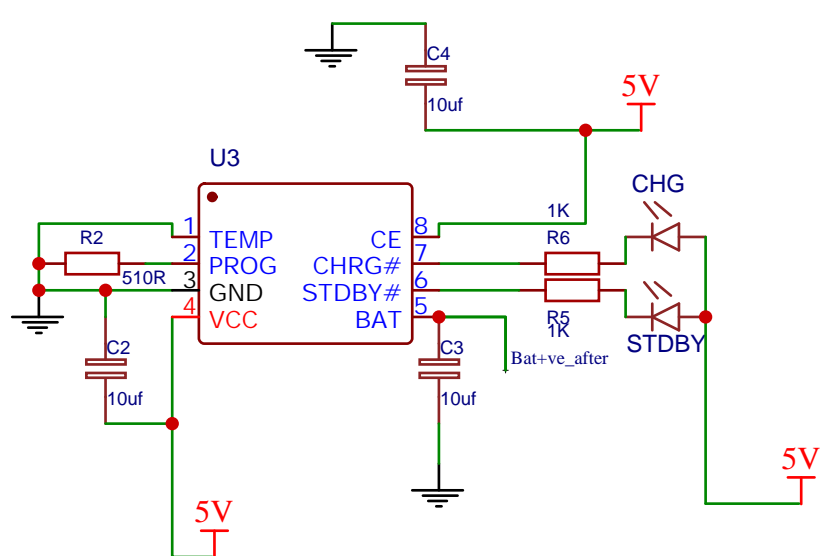 C4
10uf
5V
U3
CHG
1K
1
TEMP
CE
8
R2
R6
2
PROG
CHRG#
7
510R
3
GND
STDBY#
6
4
VCC
BAT
5
R5
1K
STDBY
C2
10uf
C3
10uf
Bat+ve_after
5V
5V